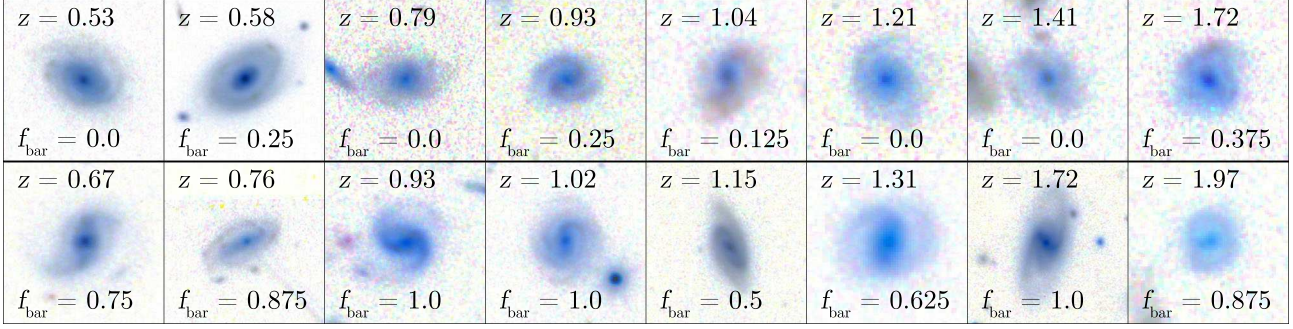 z = 0.53 z = 0.58 z = 0.79 z = 0.93 z = 1.04 z = 1.21 z = 1.41 z = 1.72
f_bar = 0.0 f_bar = 0.25 f_bar = 0.0 f_bar = 0.25 f_bar = 0.125 f_bar = 0.0 f_bar = 0.0 f_bar = 0.375
z = 0.67 z = 0.76 z = 0.93 z = 1.02 z = 1.15 z = 1.31 z = 1.72 z = 1.97
f_bar = 0.75 f_bar = 0.875 f_bar = 1.0 f_bar = 1.0 f_bar = 0.5 f_bar = 0.625 f_bar = 1.0 f_bar = 0.875